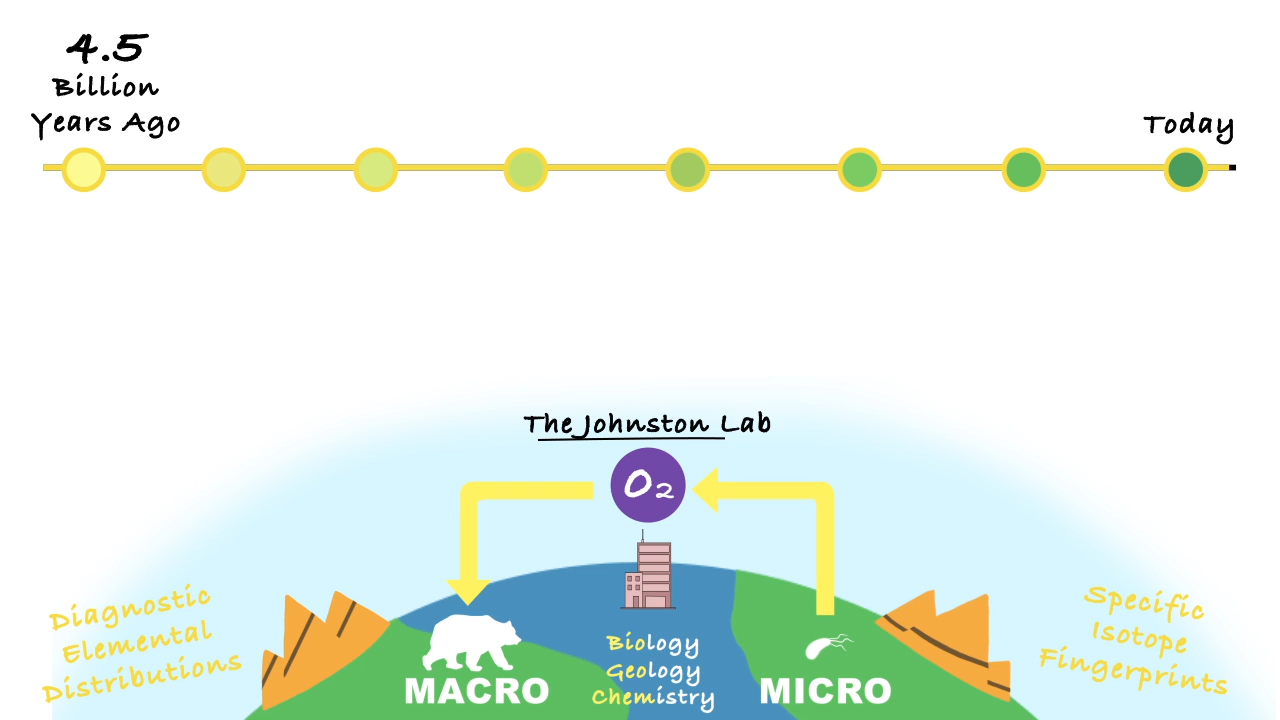 4.5
Billion
Years Ago
Today
The Johnston Lab
O₂
Diagnostic
Elemental
Distributions
MACRO
Biology
Geology
Chemistry
MICRO
Specific
Isotope
Fingerprints